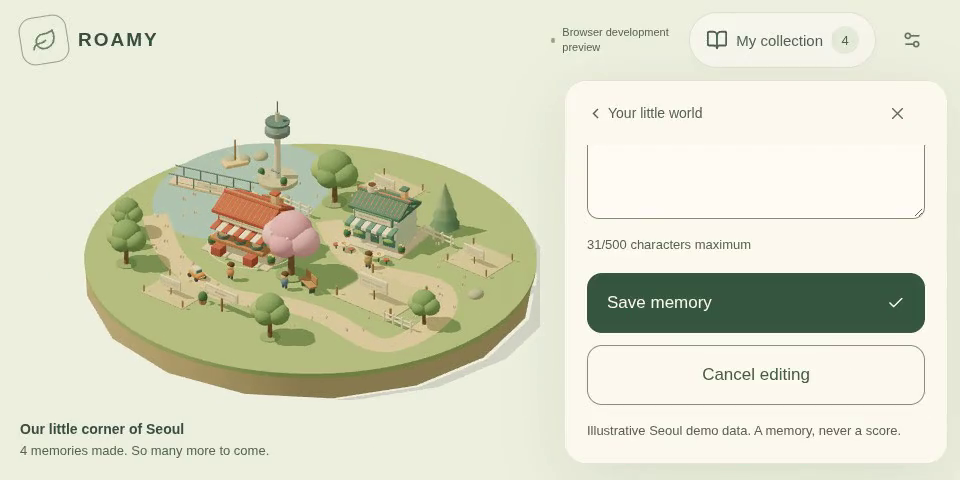 ROAMY
Browser development
preview
My collection 4
Your little world
31/500 characters maximum
Save memory
Cancel editing
Illustrative Seoul demo data. A memory, never a score.
Our little corner of Seoul
4 memories made. So many more to come.